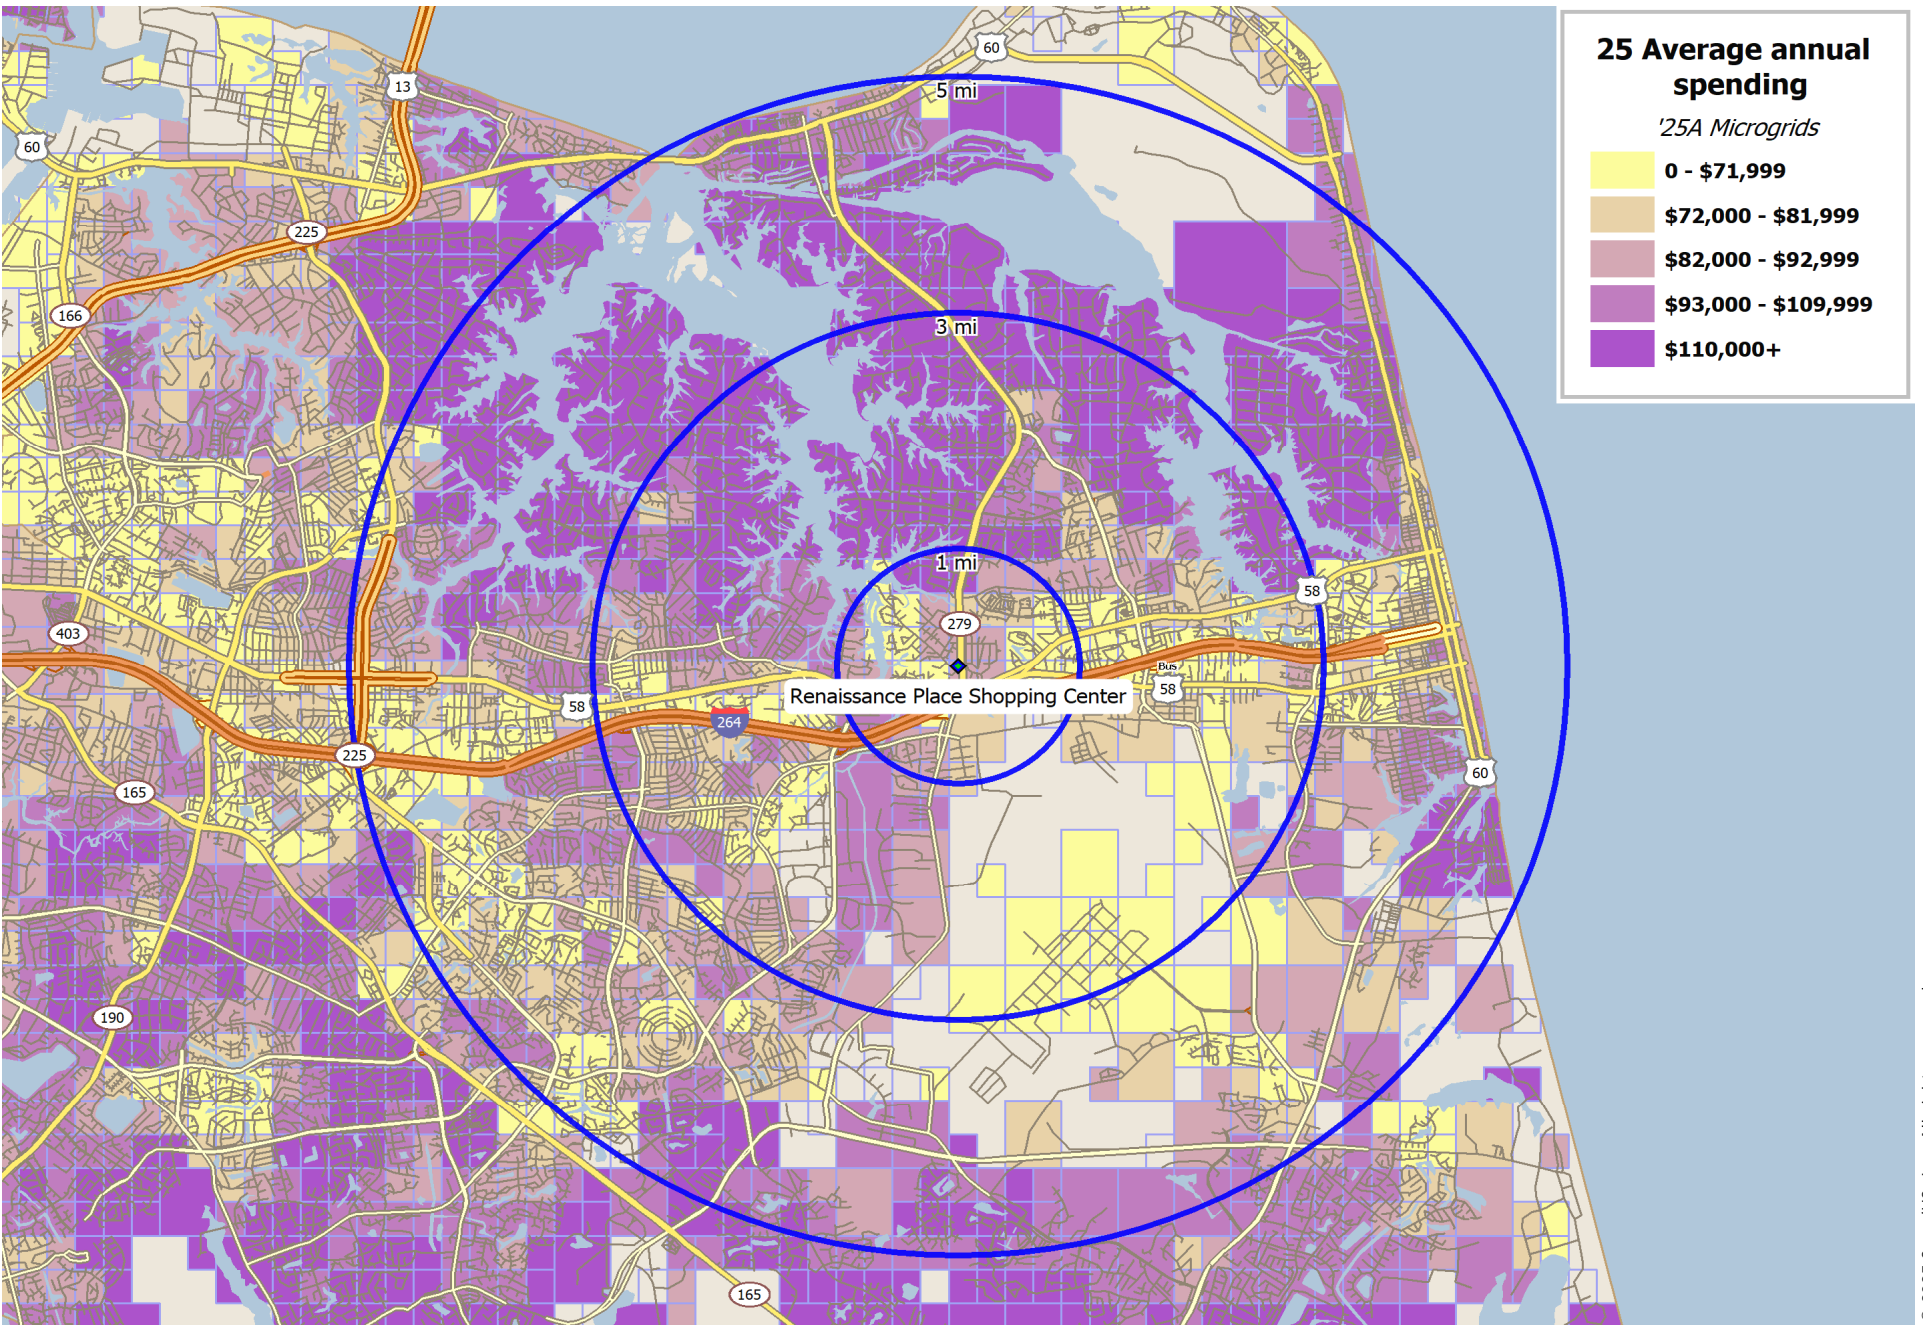 25 Average annual
spending
'25A Microgrids
0 - $71,999
$72,000 - $81,999
$82,000 - $92,999
$93,000 - $109,999
$110,000+
60
13
5 mi
60
225
166
3 mi
1 mi
58
279
403
Bus
58
Renaissance Place Shopping Center
58
264
225
60
165
190
165